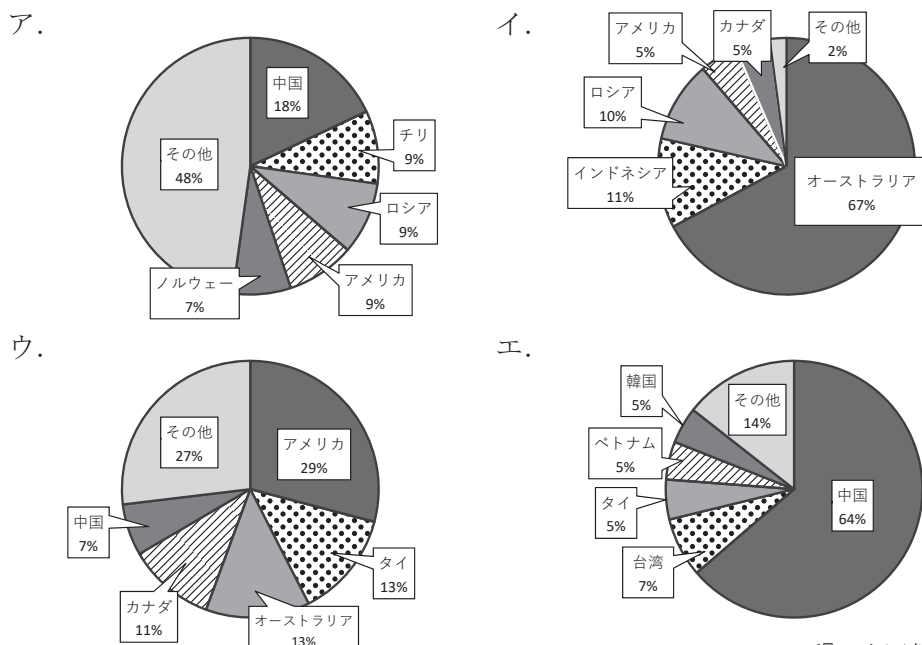 ア.
中国
18%
チリ
9%
ロシア
9%
アメリカ
9%
ノルウェー
7%
その他
48%
イ.
オーストラリア
67%
インドネシア
11%
ロシア
10%
アメリカ
5%
カナダ
5%
その他
2%
ウ.
アメリカ
29%
タイ
13%
オーストラリア
13%
カナダ
11%
中国
7%
その他
27%
エ.
中国
64%
台湾
7%
タイ
5%
ベトナム
5%
韓国
5%
その他
14%